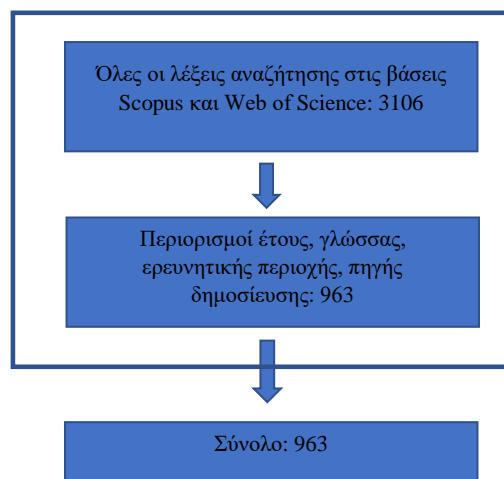 Όλες οι λέξεις αναζήτησης στις βάσεις
Scopus και Web of Science: 3106
Περιορισμοί έτους, γλώσσας,
ερευνητικής περιοχής, πηγής
δημοσίευσης: 963
Σύνολο: 963